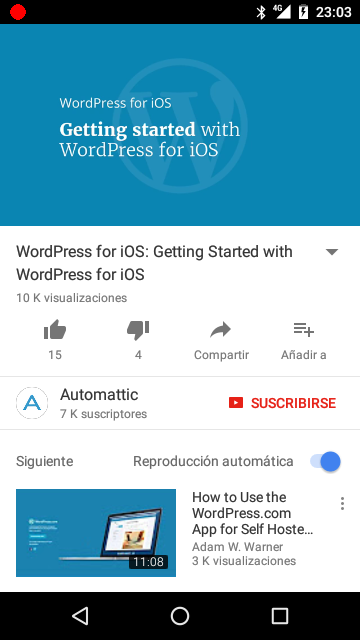 4G 23:03
WordPress for iOS
Getting started with
WordPress for iOS
WordPress for iOS: Getting Started with
WordPress for iOS
10 K visualizaciones
15 4 Compartir Añadir a
Automattic
7 K suscriptores
SUSCRIBIRSE
Siguiente Reproducción automática
How to Use the
WordPress.com
App for Self Hoste...
Adam W. Warner
3 K visualizaciones
WordPress.com
11:08